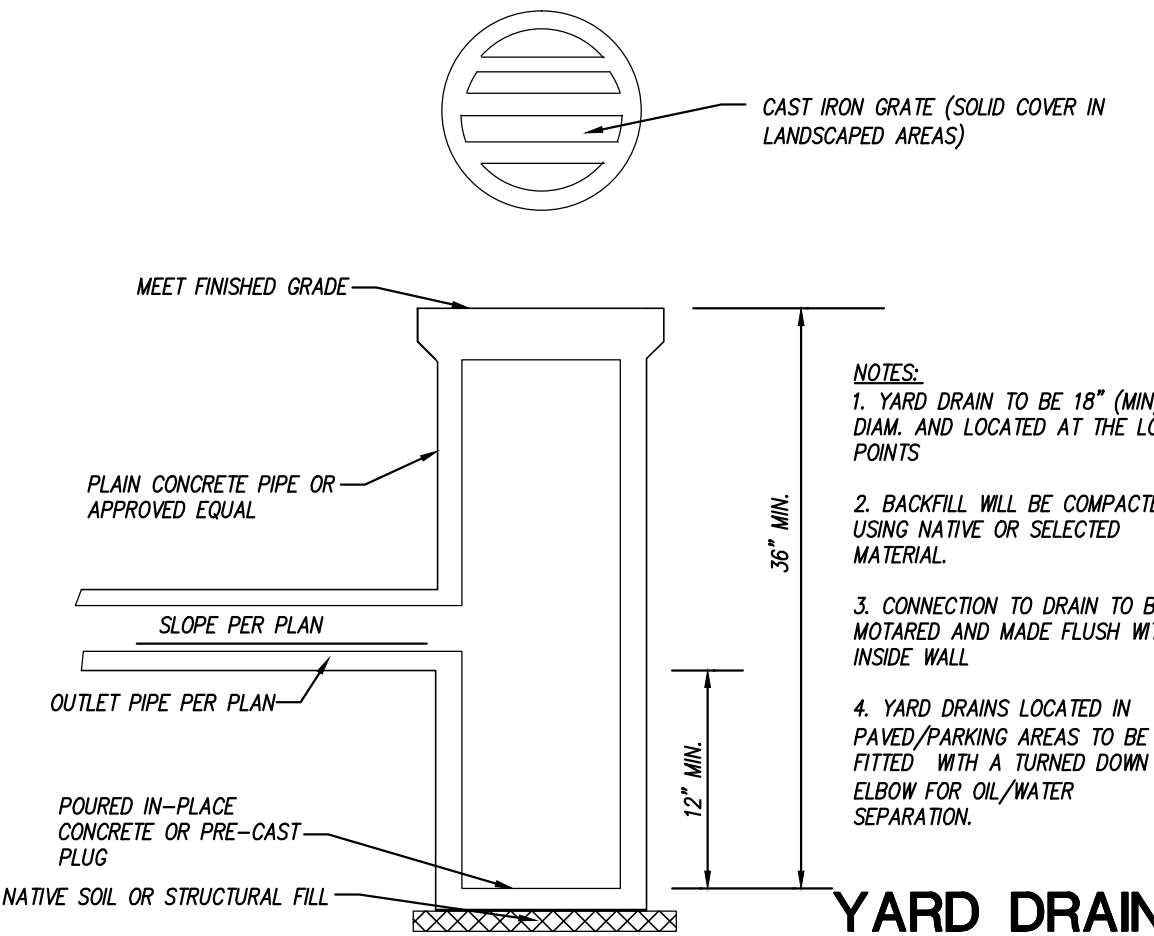 CAST IRON GRATE (SOLID COVER IN
LANDSCAPED AREAS)
MEET FINISHED GRADE
PLAIN CONCRETE PIPE OR
APPROVED EQUAL
SLOPE PER PLAN
OUTLET PIPE PER PLAN
POURED IN-PLACE
CONCRETE OR PRE-CAST
PLUG
NATIVE SOIL OR STRUCTURAL FILL
36" MIN.
12" MIN.
NOTES:
1. YARD DRAIN TO BE 18" (MIN
DIAM. AND LOCATED AT THE
POINTS
2. BACKFILL WILL BE
USING NATIVE OR SELECTED
MATERIAL.
3. CONNECTION TO DRAIN TO
MOTARED AND MADE FLUSH
INSIDE WALL
4. YARD DRAINS LOCATED IN
PAVED/PARKING AREAS TO BE
FITTED WITH A TURNED DOWN
ELBOW FOR OIL/WATER
SEPARATION.
YARD DRAIN